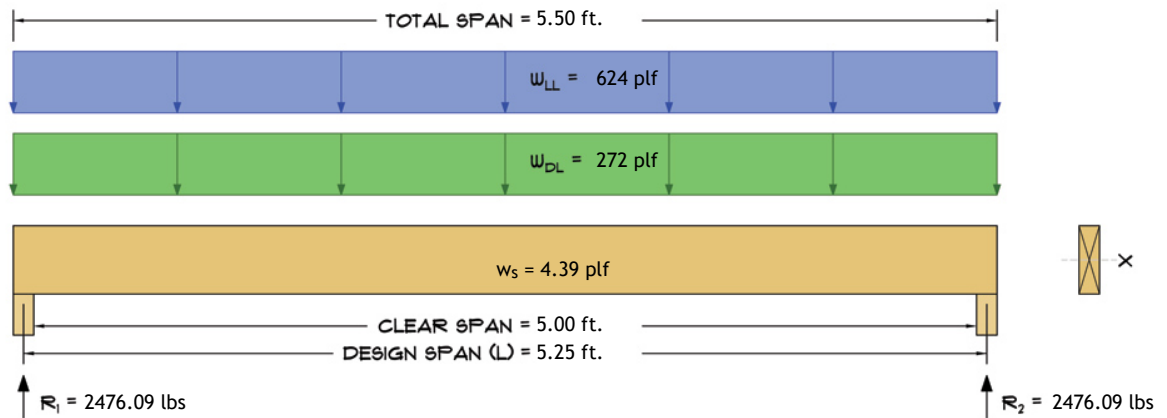 TOTAL SPAN = 5.50 ft.
wLL = 624 plf
wDL = 272 plf
ws = 4.39 plf
X
CLEAR SPAN = 5.00 ft.
DESIGN SPAN (L) = 5.25 ft.
R1 = 2476.09 lbs
R2 = 2476.09 lbs